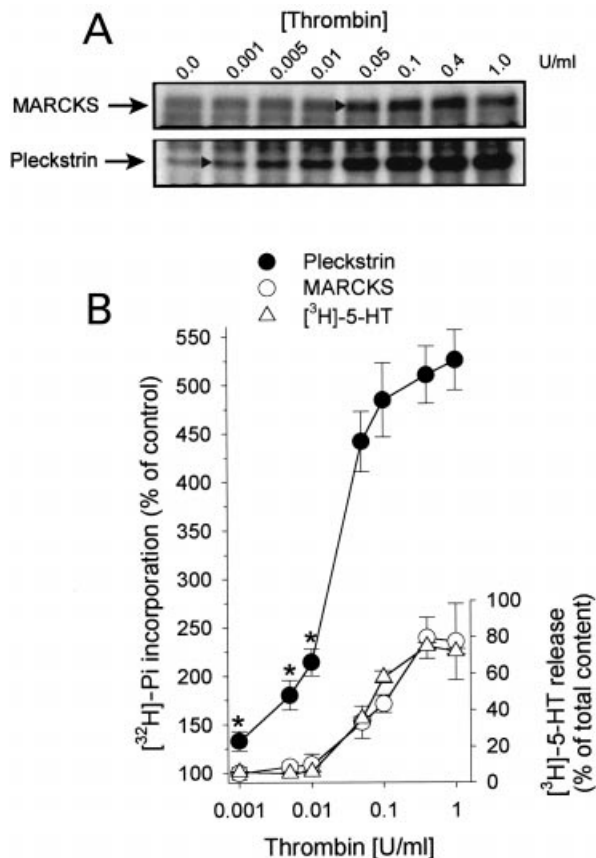 A
[Thrombin]
0.0 0.001 0.005 0.01 0.05 0.1 0.4 1.0 U/ml
MARCKS
Pleckstrin
B
Pleckstrin
MARCKS
[³H]-5-HT
[³²H]-Pi incorporation (% of control)
550
500
450
400
350
300
250
200
150
100
* * *
100
80
60
40
20
0
[³H]-5-HT release
(% of total content)
0.001 0.01 0.1 1
Thrombin [U/ml]